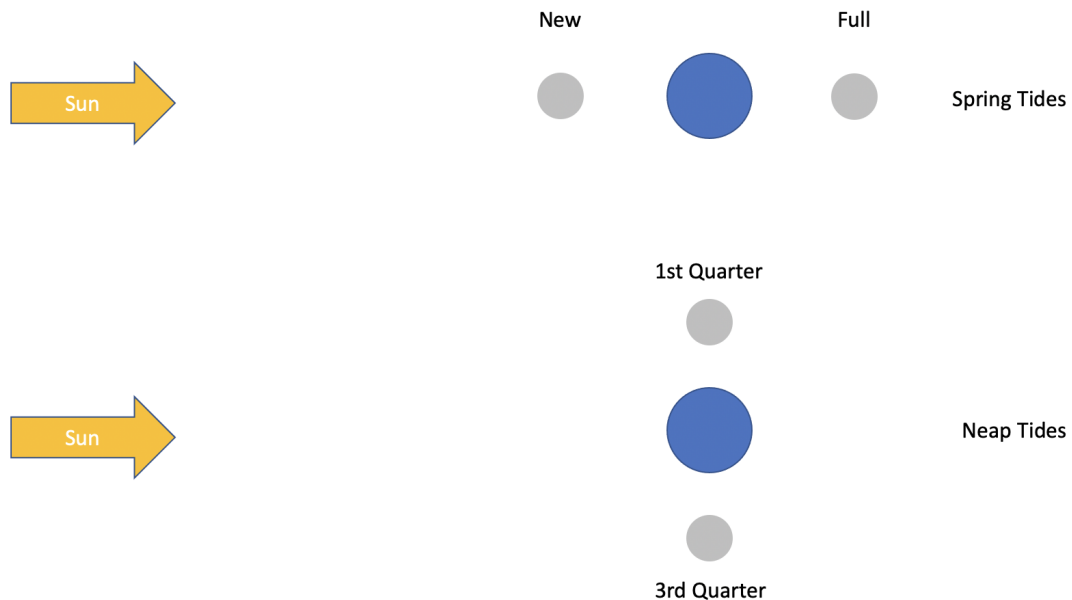 New
Full
Sun
Spring Tides
1st Quarter
Sun
Neap Tides
3rd Quarter